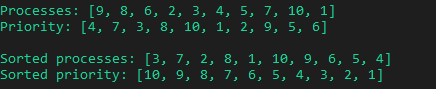 Processes: [9, 8, 6, 2, 3, 4, 5, 7, 10, 1]
Priority: [4, 7, 3, 8, 10, 1, 2, 9, 5, 6]
Sorted processes: [3, 7, 2, 8, 1, 10, 9, 6, 5, 4]
Sorted priority: [10, 9, 8, 7, 6, 5, 4, 3, 2, 1]